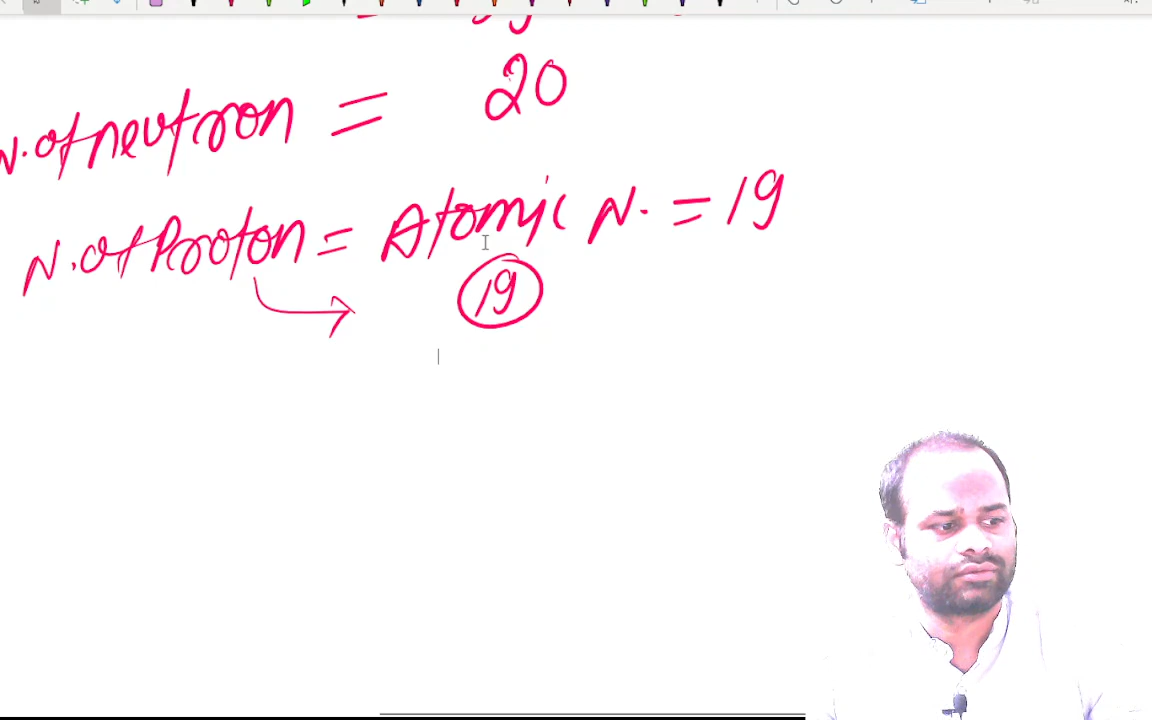 20
N. of neutron =
N. of Proton = Atomic N. = 19
19